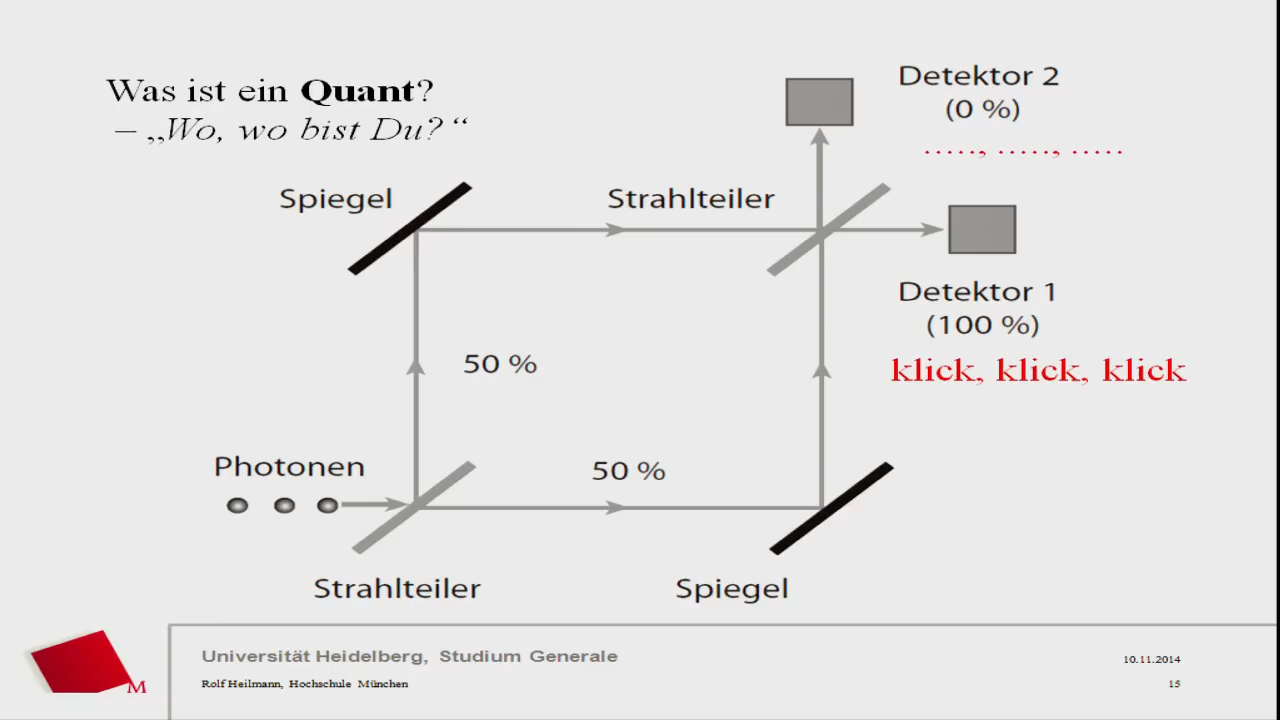 Was ist ein Quant?
– „Wo, wo bist Du?“
Detektor 2
(0 %)
....., ....., .....
Spiegel
Strahlteiler
Detektor 1
(100 %)
klick, klick, klick
50 %
Photonen
50 %
Strahlteiler
Spiegel
Universität Heidelberg, Studium Generale
10.11.2014
Rolf Heilmann, Hochschule München
15
M